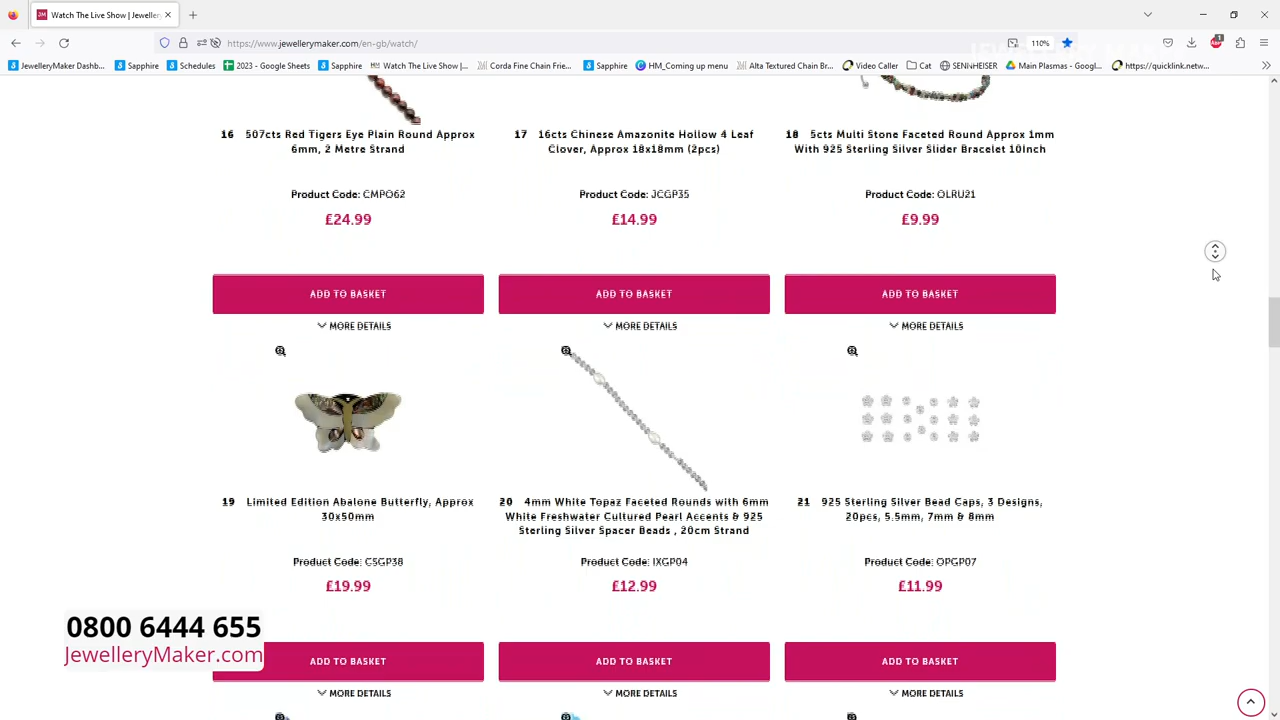 Watch The Live Show | Jeweller
https://www.jewellerymaker.com/en-gb/watch/
110%
1
JewelleryMaker Dashb...
Sapphire
Schedules
2023 - Google Sheets
Sapphire
Watch The Live Show |...
Corda Fine Chain Frie...
Sapphire
HM_Coming up menu
Alta Textured Chain Br...
Video Caller
Cat
SENNHEISER
Main Plasmas - Googl...
https://quicklink.netw...
16 507cts Red Tigers Eye Plain Round Approx
6mm, 2 Metre Strand
Product Code: CMPO62
£24.99
ADD TO BASKET
MORE DETAILS
17 16cts Chinese Amazonite Hollow 4 Leaf
Clover, Approx 18x18mm (2pcs)
Product Code: JCGP35
£14.99
ADD TO BASKET
MORE DETAILS
18 5cts Multi Stone Faceted Round Approx 1mm
With 925 Sterling Silver Slider Bracelet 10inch
Product Code: OLRU21
£9.99
ADD TO BASKET
MORE DETAILS
19 Limited Edition Abalone Butterfly, Approx
30x50mm
Product Code: C5GP38
£19.99
ADD TO BASKET
MORE DETAILS
20 4mm White Topaz Faceted Rounds with 6mm
White Freshwater Cultured Pearl Accents & 925
Sterling Silver Spacer Beads , 20cm Strand
Product Code: IXGP04
£12.99
ADD TO BASKET
MORE DETAILS
21 925 Sterling Silver Bead Caps, 3 Designs,
20pcs, 5.5mm, 7mm & 8mm
Product Code: OPGP07
£11.99
ADD TO BASKET
MORE DETAILS
0800 6444 655
JewelleryMaker.com